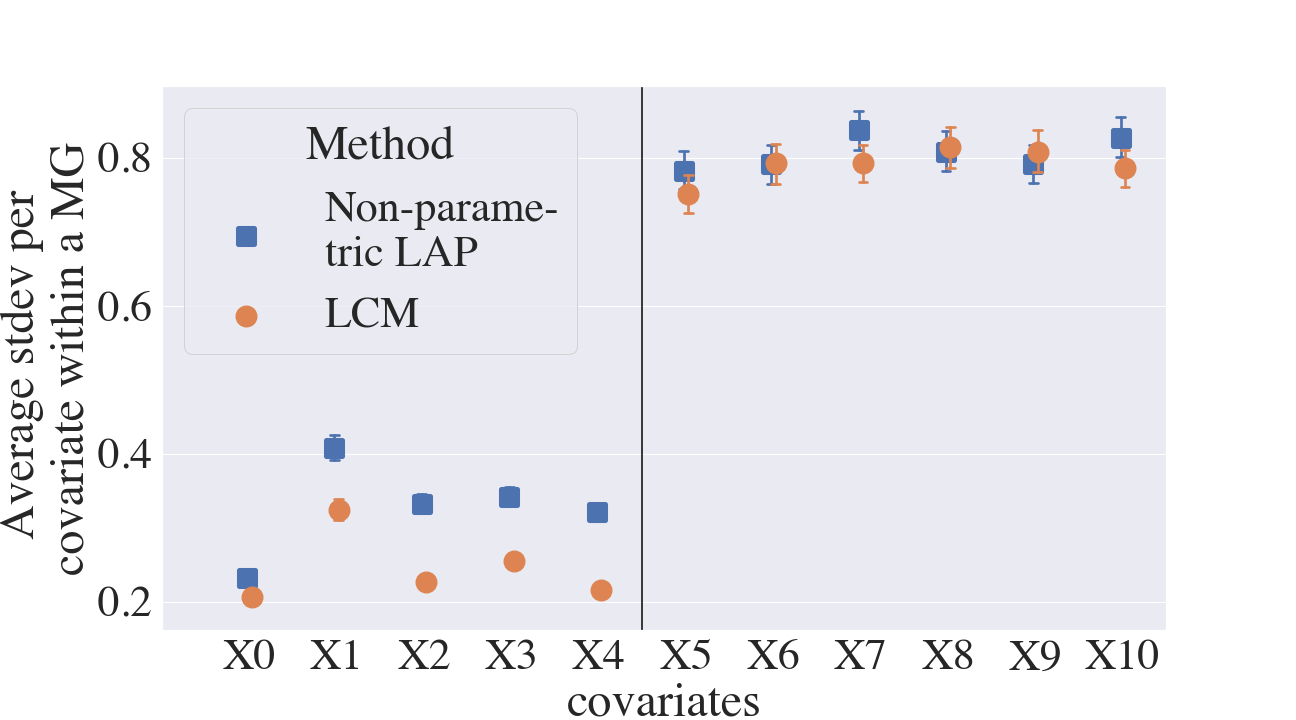 Average stdev per
covariate within a MG
0.8
0.6
0.4
0.2
Method
Non-parame-
tric LAP
LCM
X0 X1 X2 X3 X4 X5 X6 X7 X8 X9 X10
covariates